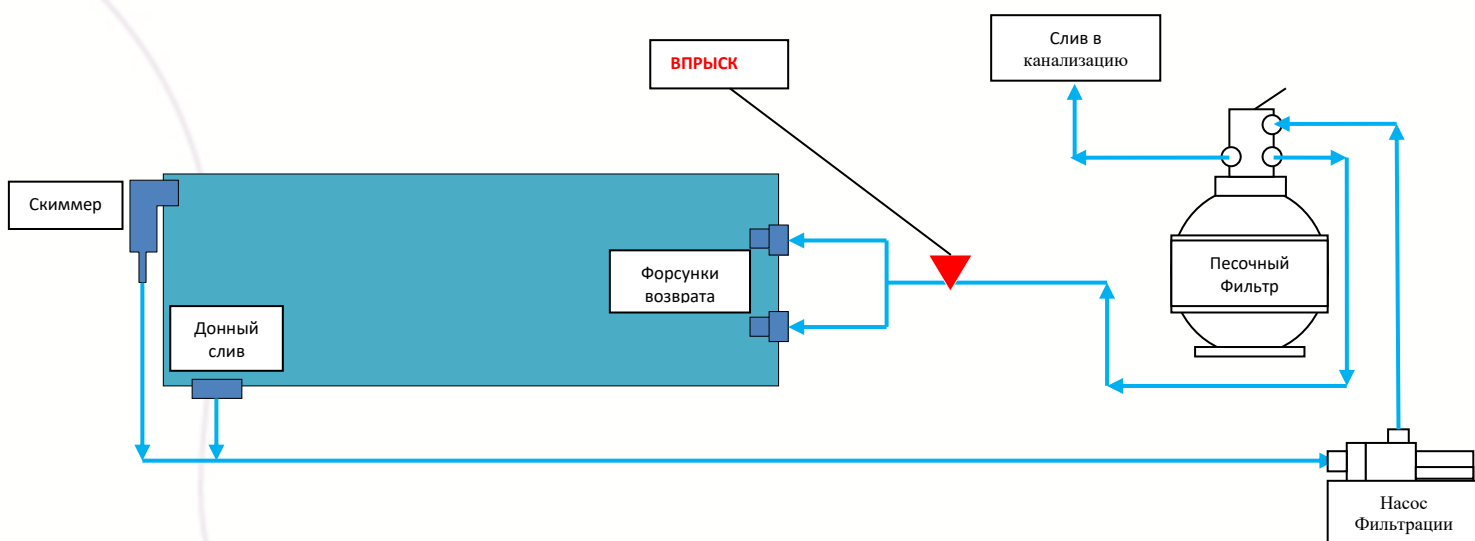 Слив в
канализацию
ВПРЫСК
Скиммер
Форсунки
возврата
Песочный
Фильтр
Донный
слив
Насос
Фильтрации